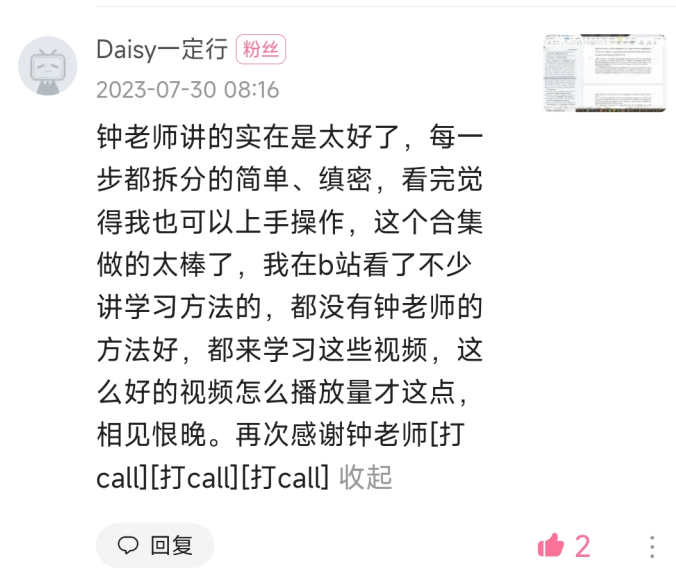 Daisy一定行 粉丝
2023-07-30 08:16
钟老师讲的实在是太好了，每一
步都拆分的简单、缜密，看完觉
得我也可以上手操作，这个合集
做的太棒了，我在b站看了不少
讲学习方法的，都没有钟老师的
方法好，都来学习这些视频，这
么好的视频怎么播放量才这点，
相见恨晚。再次感谢钟老师[打
call][打call][打call] 收起
回复
2